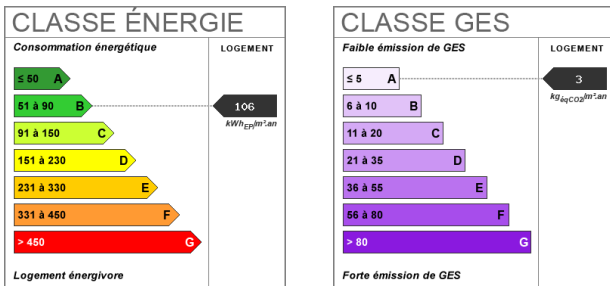 CLASSE ÉNERGIE
Consommation énergétique
LOGEMENT
≤ 50 A
51 à 90 B
106
kWhEP/m².an
91 à 150 C
151 à 230 D
231 à 330 E
331 à 450 F
> 450 G
Logement énergivore
CLASSE GES
Faible émission de GES
LOGEMENT
≤ 5 A
3
kgéqCO2/m².an
6 à 10 B
11 à 20 C
21 à 35 D
36 à 55 E
56 à 80 F
> 80 G
Forte émission de GES